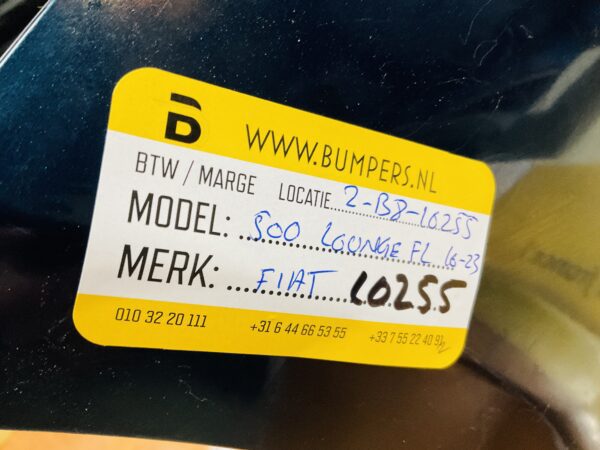 B
WWW.BUMPERS.NL
BTW / MARGE LOCATIE 2-B8-10255
MODEL: 500 LOUNGE FL 16-23
MERK: FIAT 10255
010 32 20 111 +31 6 44 66 53 55 +33 7 55 22 40 92